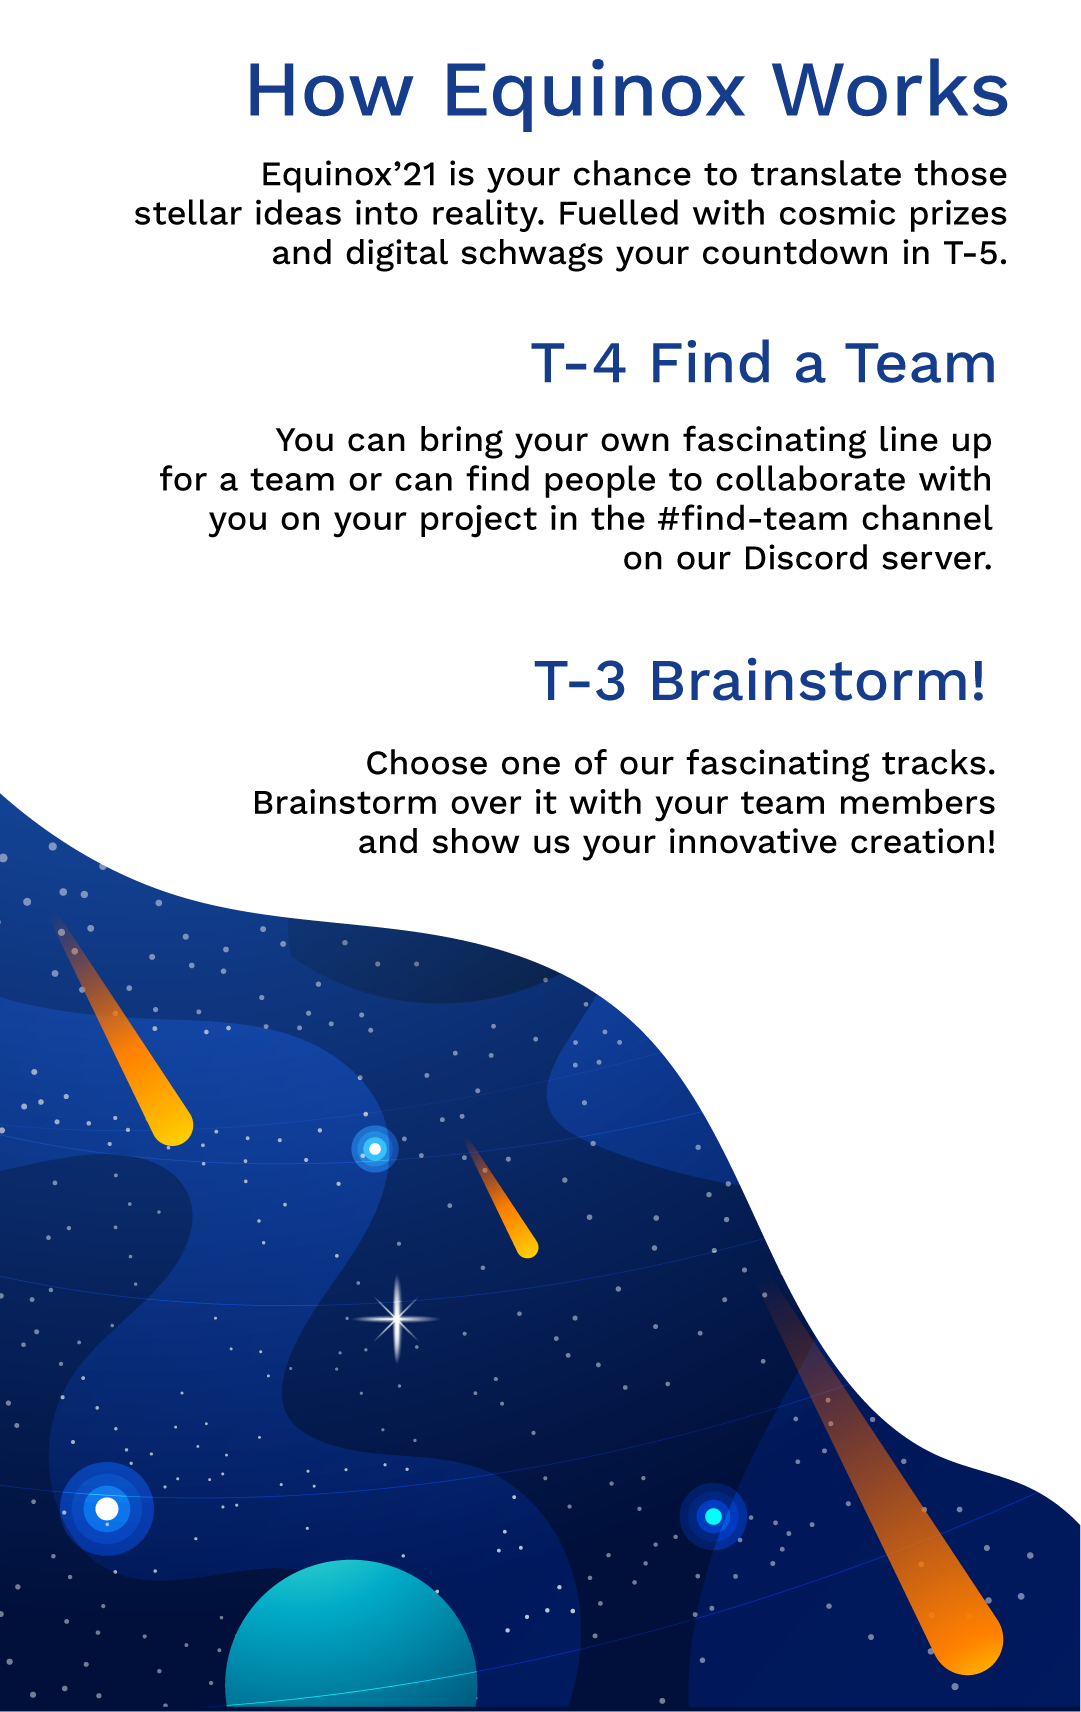 How Equinox Works
Equinox’21 is your chance to translate those
stellar ideas into reality. Fuelled with cosmic prizes
and digital schwags your countdown in T-5.
T-4 Find a Team
You can bring your own fascinating line up
for a team or can find people to collaborate with
you on your project in the #find-team channel
on our Discord server.
T-3 Brainstorm!
Choose one of our fascinating tracks.
Brainstorm over it with your team members
and show us your innovative creation!